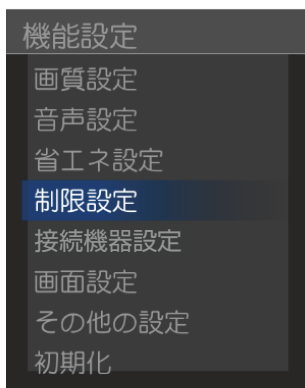 機能設定
画質設定
音声設定
省エネ設定
制限設定
接続機器設定
画面設定
その他の設定
初期化